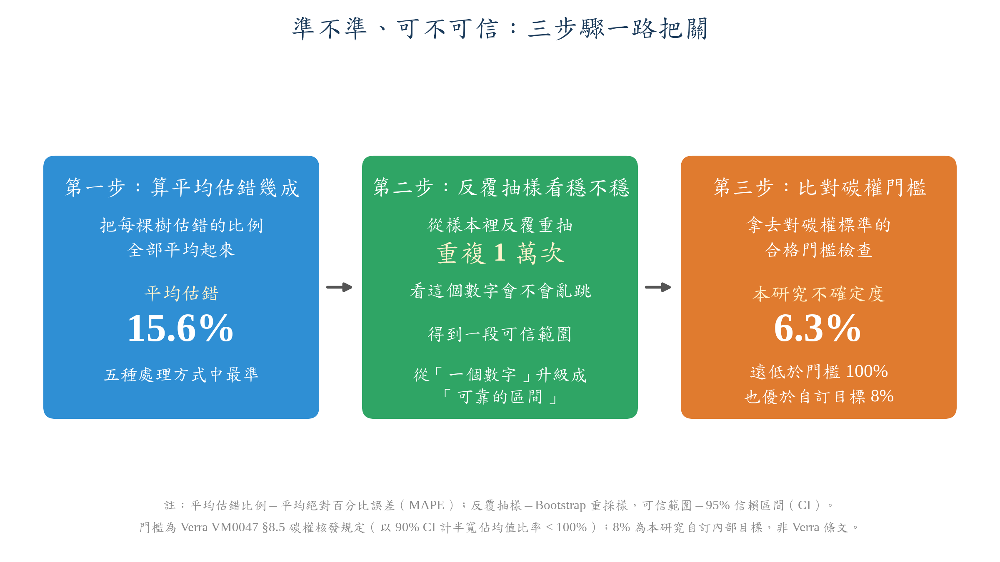 準不準、可不可信：三步驟一路把關
第一步：算平均估錯幾成
把每棵樹估錯的比例
全部平均起來
平均估錯
15.6%
五種處理方式中最準
第二步：反覆抽樣看穩不穩
從樣本裡反覆重抽
重複 1 萬次
看這個數字會不會亂跳
得到一段可信範圍
從「一個數字」升級成
「可靠的區間」
第三步：比對碳權門檻
拿去對碳權標準的
合格門檻檢查
本研究不確定度
6.3%
遠低於門檻 100%
也優於自訂目標 8%
註：平均估錯比例＝平均絕對百分比誤差（MAPE）；反覆抽樣＝Bootstrap 重採樣，可信範圍＝95% 信賴區間（CI）。
門檻為 Verra VM0047 §8.5 碳權核發規定（以 90% CI 計半寬佔均值比率 < 100%）；8% 為本研究自訂內部目標，非 Verra 條文。